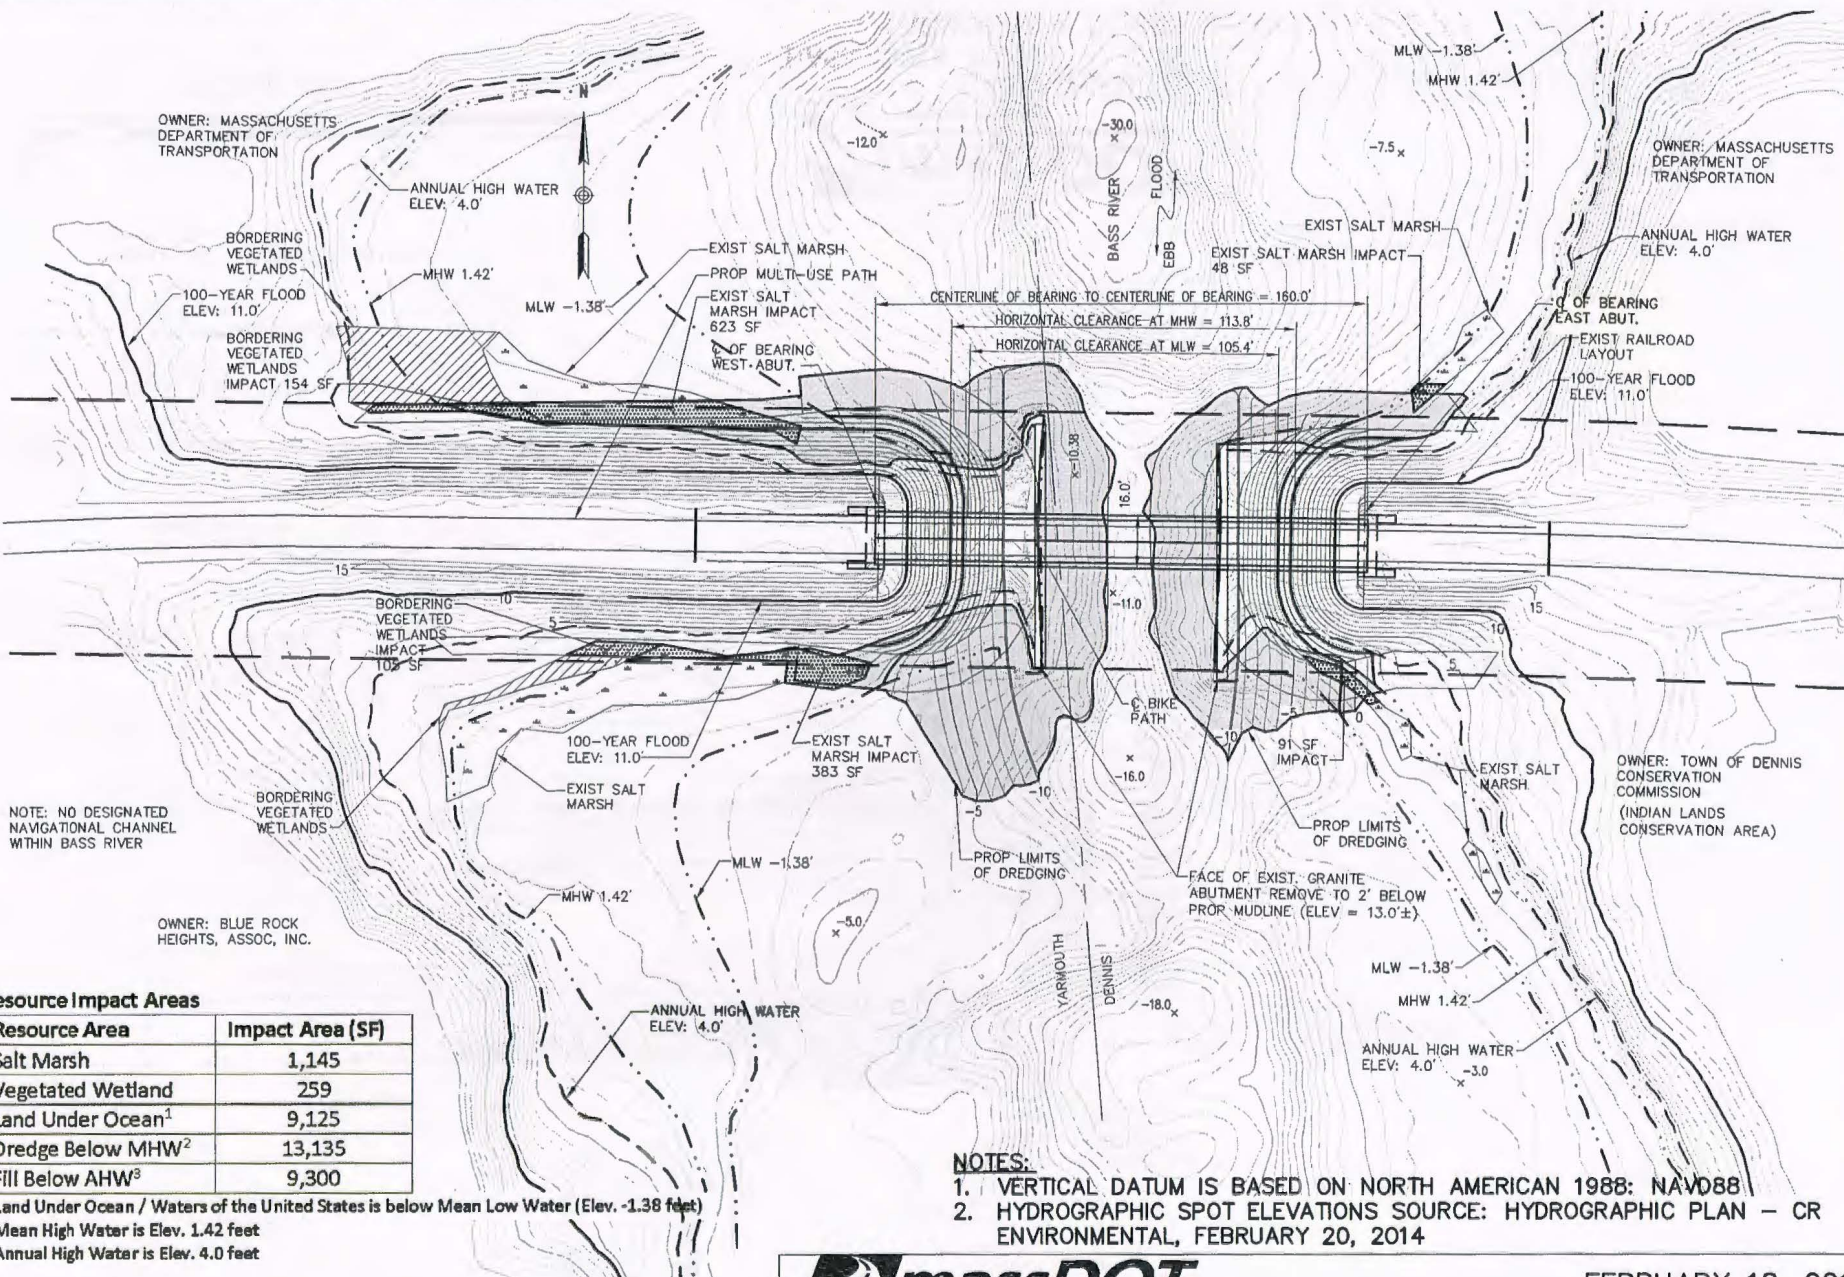 MLW -1.38'
MHW 1.42'
OWNER: MASSACHUSETTS
DEPARTMENT OF
TRANSPORTATION
N
ANNUAL HIGH WATER
ELEV: 4.0'
-12.0
-30.0
-7.5
BASS RIVER
FLOOD
EBB
OWNER: MASSACHUSETTS
DEPARTMENT OF
TRANSPORTATION
BORDERING
VEGETATED
WETLANDS
MHW 1.42'
100-YEAR FLOOD
ELEV: 11.0'
MLW -1.38'
EXIST SALT MARSH
PROP MULTI-USE PATH
EXIST SALT
MARSH IMPACT
623 SF
℄ OF BEARING
WEST ABUT.
EXIST SALT MARSH
EXIST SALT MARSH IMPACT
48 SF
ANNUAL HIGH WATER
ELEV: 4.0'
CENTERLINE OF BEARING TO CENTERLINE OF BEARING = 160.0'
HORIZONTAL CLEARANCE AT MHW = 113.8'
HORIZONTAL CLEARANCE AT MLW = 105.4'
℄ OF BEARING
EAST ABUT.
EXIST RAILROAD
LAYOUT
100-YEAR FLOOD
ELEV: 11.0'
BORDERING
VEGETATED
WETLANDS
IMPACT 154 SF
-10.38
16.0'
15
10
5
-11.0
15
10
5
BORDERING
VEGETATED
WETLANDS
IMPACT
105 SF
℄ BIKE
PATH
-5
0
-10
91 SF
IMPACT
100-YEAR FLOOD
ELEV: 11.0'
EXIST SALT
MARSH IMPACT
383 SF
-16.0
EXIST SALT
MARSH
OWNER: TOWN OF DENNIS
CONSERVATION
COMMISSION
(INDIAN LANDS
CONSERVATION AREA)
EXIST SALT
MARSH
BORDERING
VEGETATED
WETLANDS
-10
-5
NOTE: NO DESIGNATED
NAVIGATIONAL CHANNEL
WITHIN BASS RIVER
PROP LIMITS
OF DREDGING
PROP LIMITS
OF DREDGING
MLW -1.38'
FACE OF EXIST. GRANITE
ABUTMENT REMOVE TO 2' BELOW
PROP MUDLINE (ELEV = 13.0'±)
MHW 1.42'
-5.0
OWNER: BLUE ROCK
HEIGHTS, ASSOC, INC.
YARMOUTH
DENNIS
MLW -1.38'
MHW 1.42'
-18.0
ANNUAL HIGH WATER
ELEV: 4.0'
ANNUAL HIGH WATER
ELEV: 4.0'
-3.0
esource Impact Areas
Resource Area Impact Area (SF)
Salt Marsh 1,145
Vegetated Wetland 259
Land Under Ocean¹ 9,125
Dredge Below MHW² 13,135
Fill Below AHW³ 9,300
Land Under Ocean / Waters of the United States is below Mean Low Water (Elev. -1.38 feet)
Mean High Water is Elev. 1.42 feet
Annual High Water is Elev. 4.0 feet
NOTES:
1. VERTICAL DATUM IS BASED ON NORTH AMERICAN 1988: NAVD88
2. HYDROGRAPHIC SPOT ELEVATIONS SOURCE: HYDROGRAPHIC PLAN – CR
ENVIRONMENTAL, FEBRUARY 20, 2014
massDOT